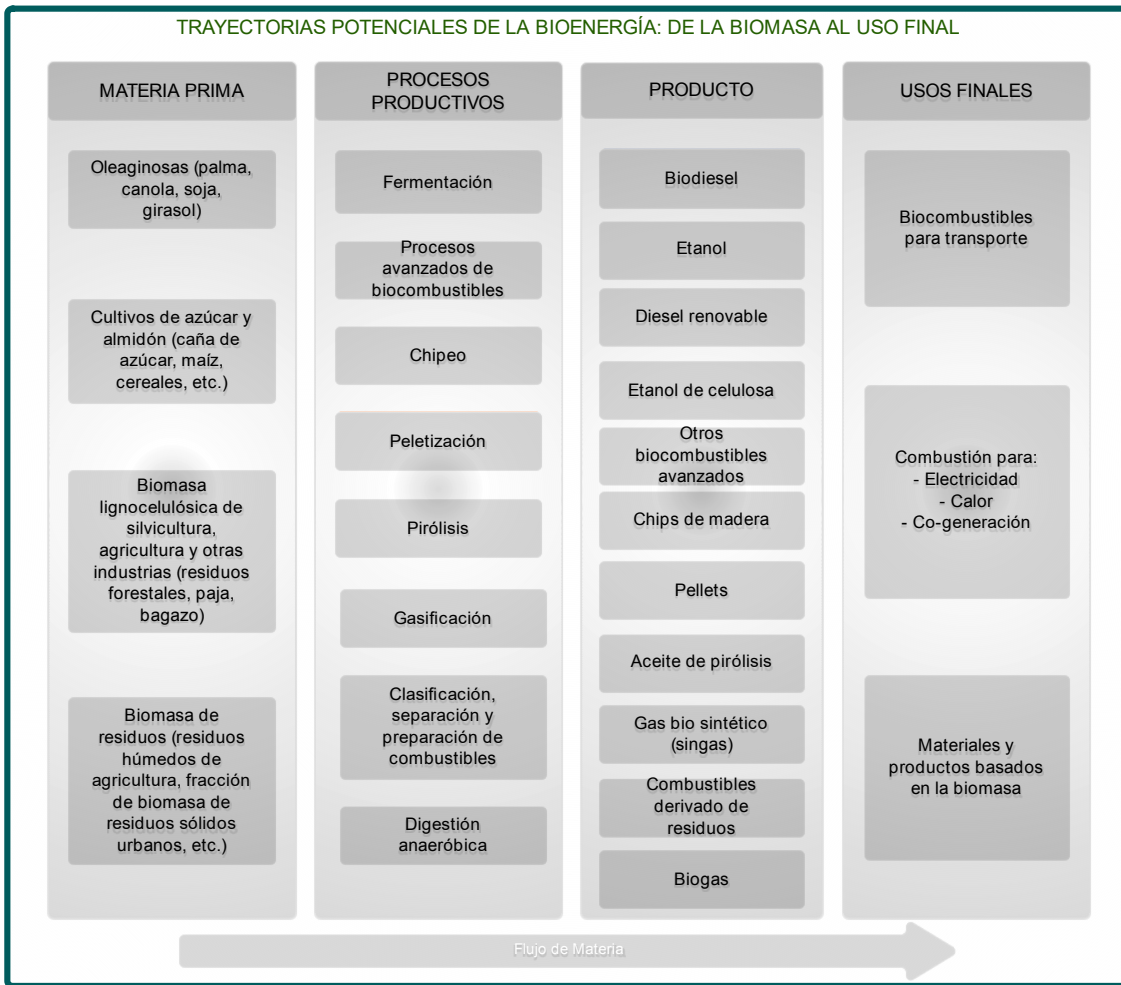 TRAYECTORIAS POTENCIALES DE LA BIOENERGÍA: DE LA BIOMASA AL USO FINAL
MATERIA PRIMA
Oleaginosas (palma,
canola, soja,
girasol)
Cultivos de azúcar y
almidón (caña de
azúcar, maíz,
cereales, etc.)
Biomasa
lignocelulósica de
silvicultura,
agricultura y otras
industrias (residuos
forestales, paja,
bagazo)
Biomasa de
residuos (residuos
húmedos de
agricultura, fracción
de biomasa de
residuos sólidos
urbanos, etc.)
PROCESOS
PRODUCTIVOS
Fermentación
Procesos
avanzados de
biocombustibles
Chipeo
Peletización
Pirólisis
Gasificación
Clasificación,
separación y
preparación de
combustibles
Digestión
anaeróbica
PRODUCTO
Biodiesel
Etanol
Diesel renovable
Etanol de celulosa
Otros
biocombustibles
avanzados
Chips de madera
Pellets
Aceite de pirólisis
Gas bio sintético
(singas)
Combustibles
derivado de
residuos
Biogas
USOS FINALES
Biocombustibles
para transporte
Combustión para:
- Electricidad
- Calor
- Co-generación
Materiales y
productos basados
en la biomasa
Flujo de Materia